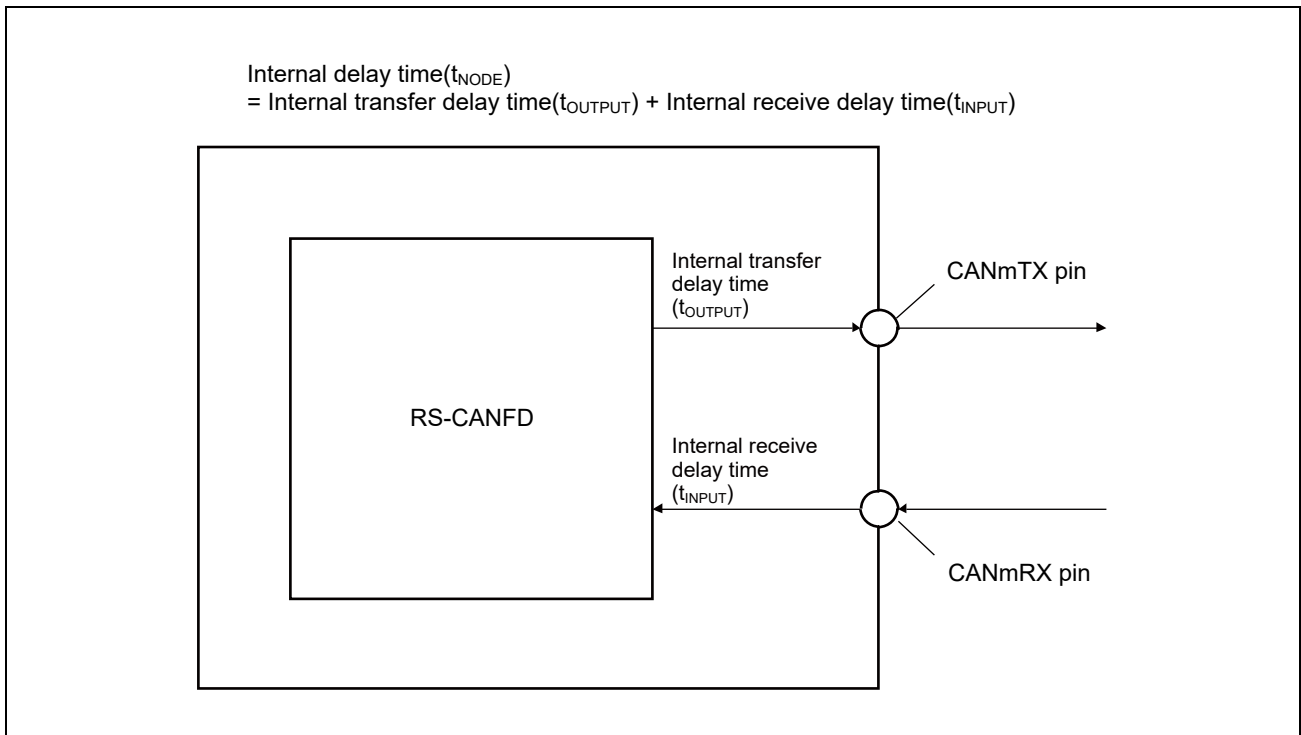 Internal delay time(tNODE)
= Internal transfer delay time(tOUTPUT) + Internal receive delay time(tINPUT)
Internal transfer
delay time
(tOUTPUT)
CANmTX pin
RS-CANFD
Internal receive
delay time
(tINPUT)
CANmRX pin